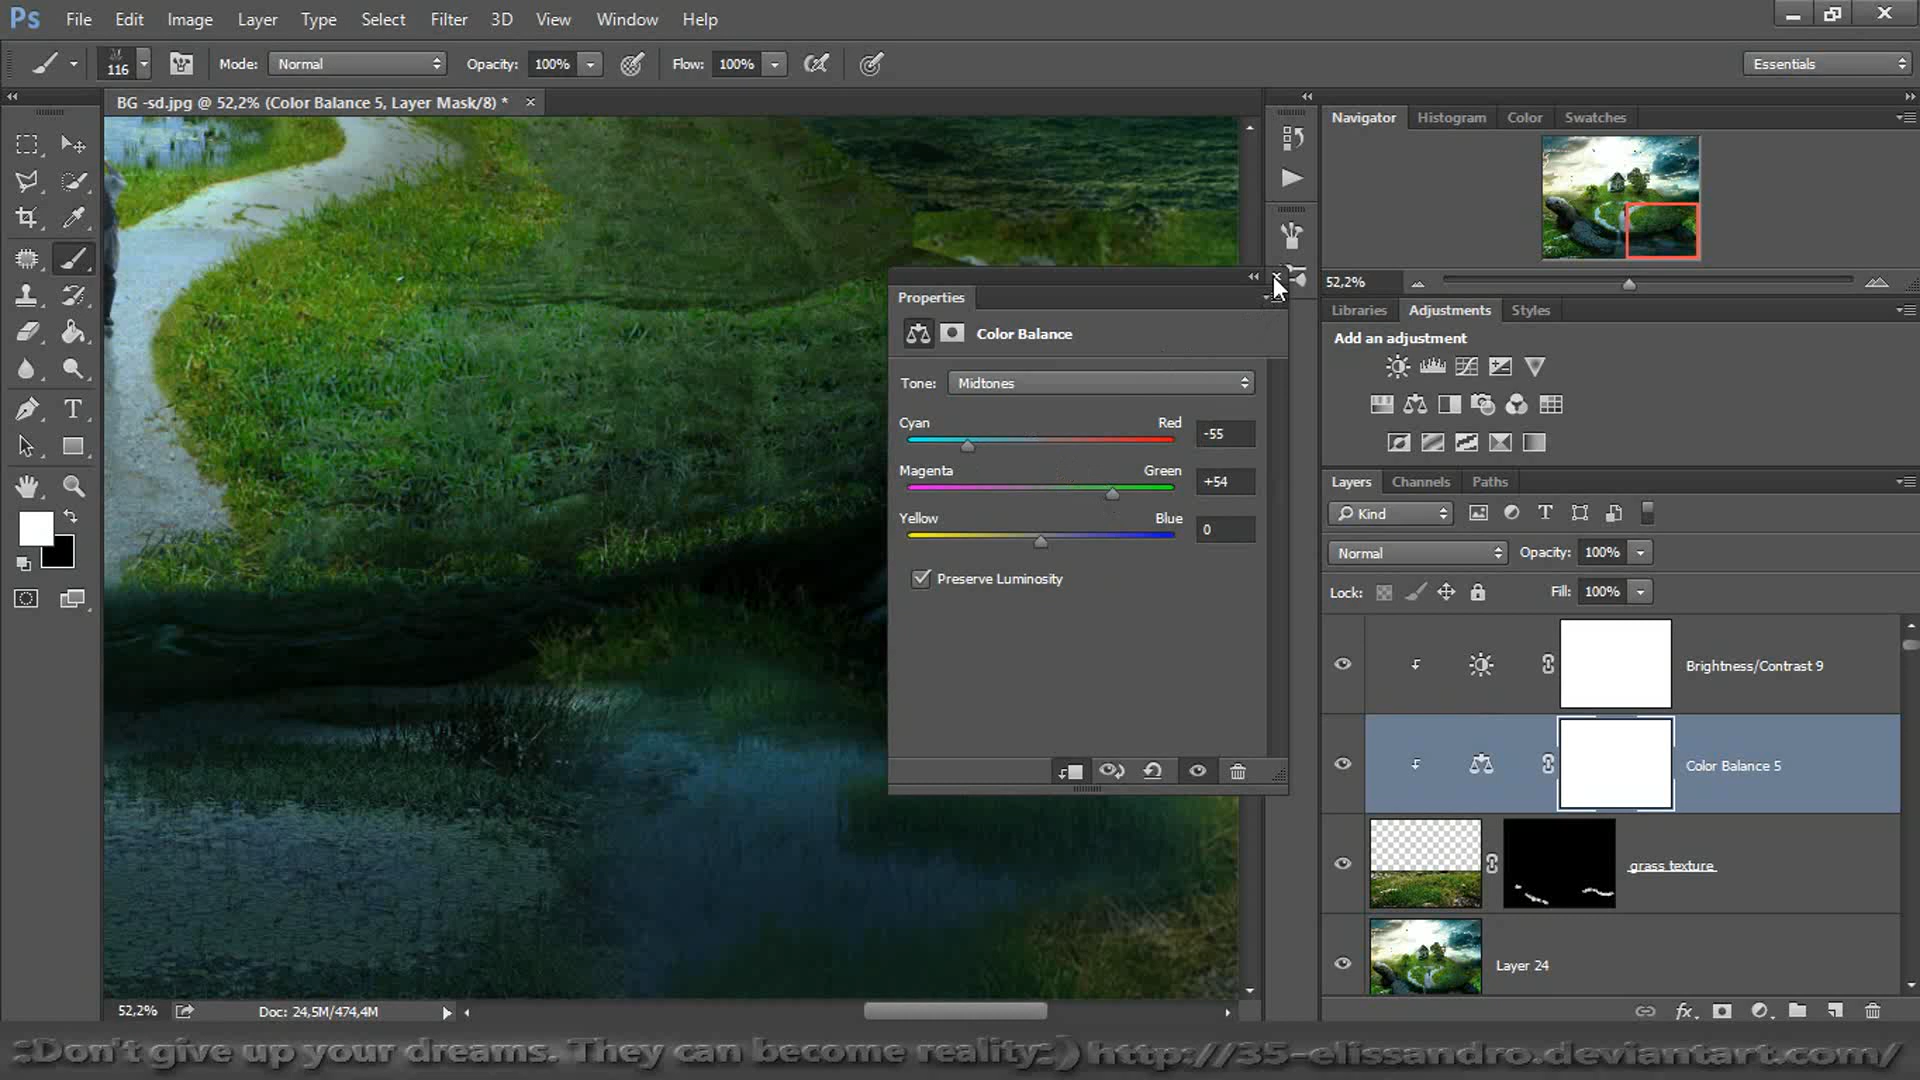 Ps File Edit Image Layer Type Select Filter 3D View Window Help
116 Mode: Normal Opacity: 100% Flow: 100% Essentials
BG -sd.jpg @ 52,2% (Color Balance 5, Layer Mask/8) *
Navigator Histogram Color Swatches
52,2%
Libraries Adjustments Styles
Add an adjustment
Properties
Color Balance
Tone: Midtones
Cyan Red -55
Magenta Green +54
Yellow Blue 0
Preserve Luminosity
Layers Channels Paths
Kind
Normal Opacity: 100%
Lock: Fill: 100%
Brightness/Contrast 9
Color Balance 5
grass texture
Layer 24
52,2% Doc: 24,5M/474,4M
.:Don't give up your dreams. They can become reality:.) http://35-elissandro.deviantart.com/